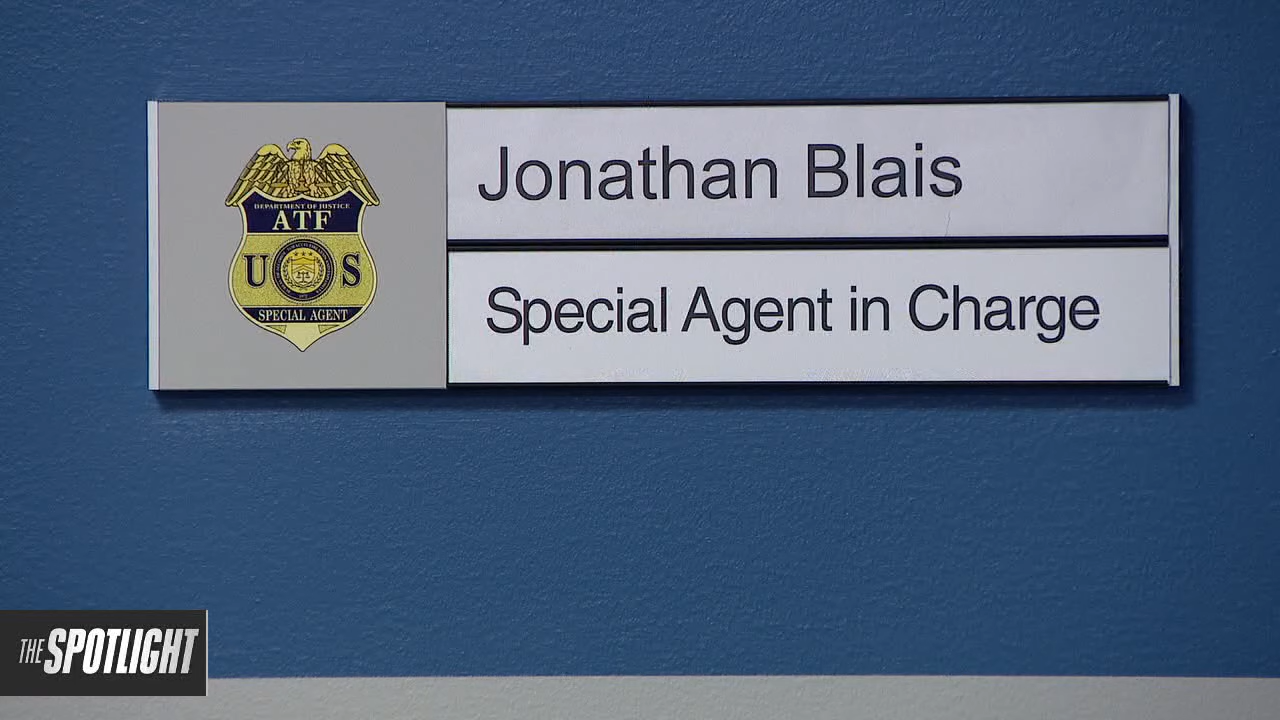 Jonathan Blais
Special Agent in Charge
DEPARTMENT OF JUSTICE
ATF
U S
SPECIAL AGENT
THE SPOTLIGHT